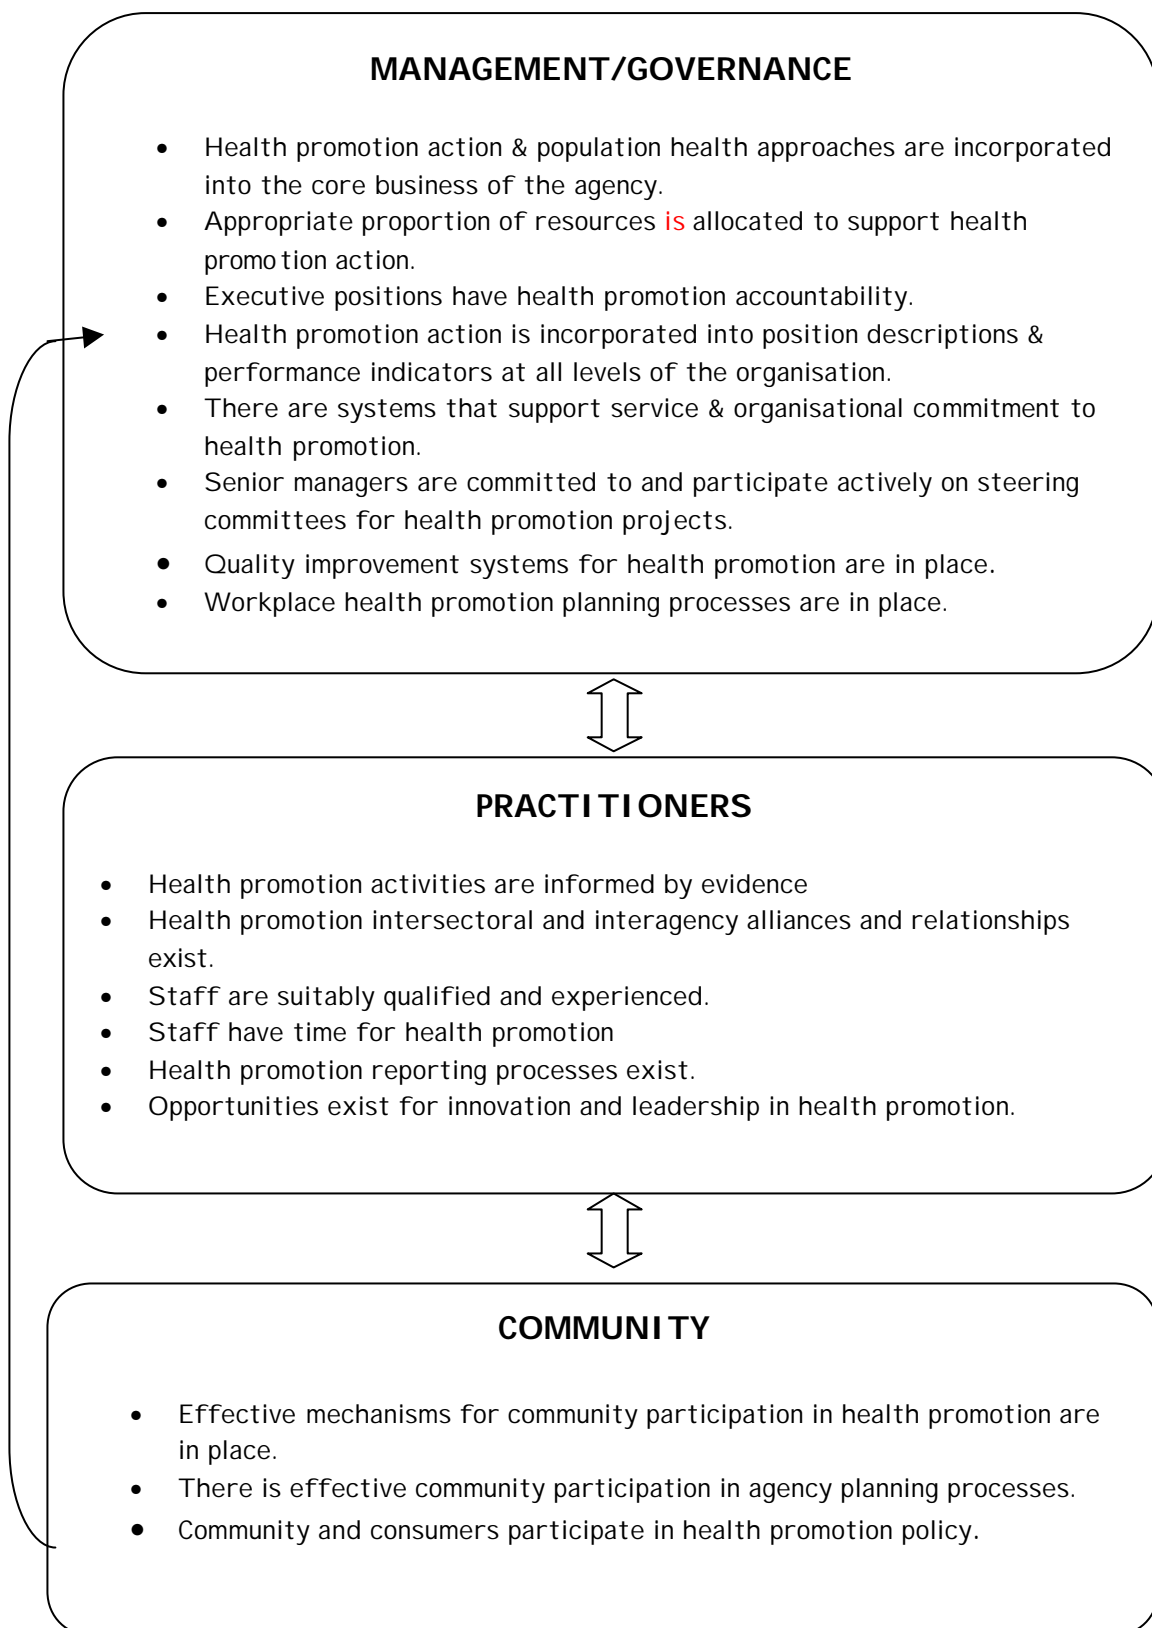 MANAGEMENT/GOVERNANCE
• Health promotion action & population health approaches are incorporated
into the core business of the agency.
• Appropriate proportion of resources is allocated to support health
promotion action.
• Executive positions have health promotion accountability.
• Health promotion action is incorporated into position descriptions &
performance indicators at all levels of the organisation.
• There are systems that support service & organisational commitment to
health promotion.
• Senior managers are committed to and participate actively on steering
committees for health promotion projects.
• Quality improvement systems for health promotion are in place.
• Workplace health promotion planning processes are in place.
PRACTITIONERS
• Health promotion activities are informed by evidence
• Health promotion intersectoral and interagency alliances and relationships
exist.
• Staff are suitably qualified and experienced.
• Staff have time for health promotion
• Health promotion reporting processes exist.
• Opportunities exist for innovation and leadership in health promotion.
COMMUNITY
• Effective mechanisms for community participation in health promotion are
in place.
• There is effective community participation in agency planning processes.
• Community and consumers participate in health promotion policy.